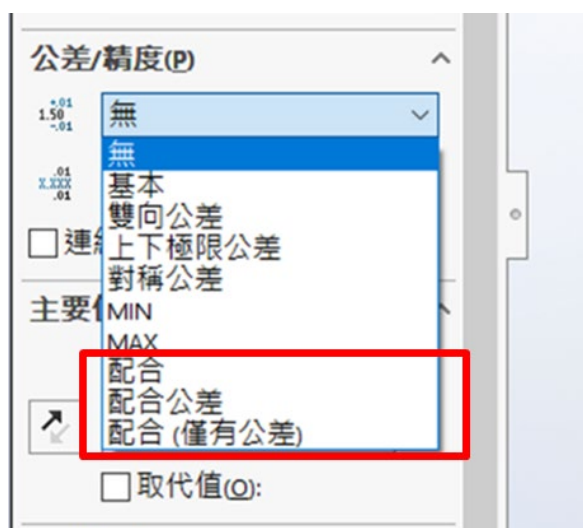 公差/精度(P)
1.50 +.01 -.01
無
無
基本
雙向公差
上下極限公差
對稱公差
MIN
MAX
配合
配合公差
配合 (僅有公差)
X.XXX .01 .01
連
主要
取代值(O):